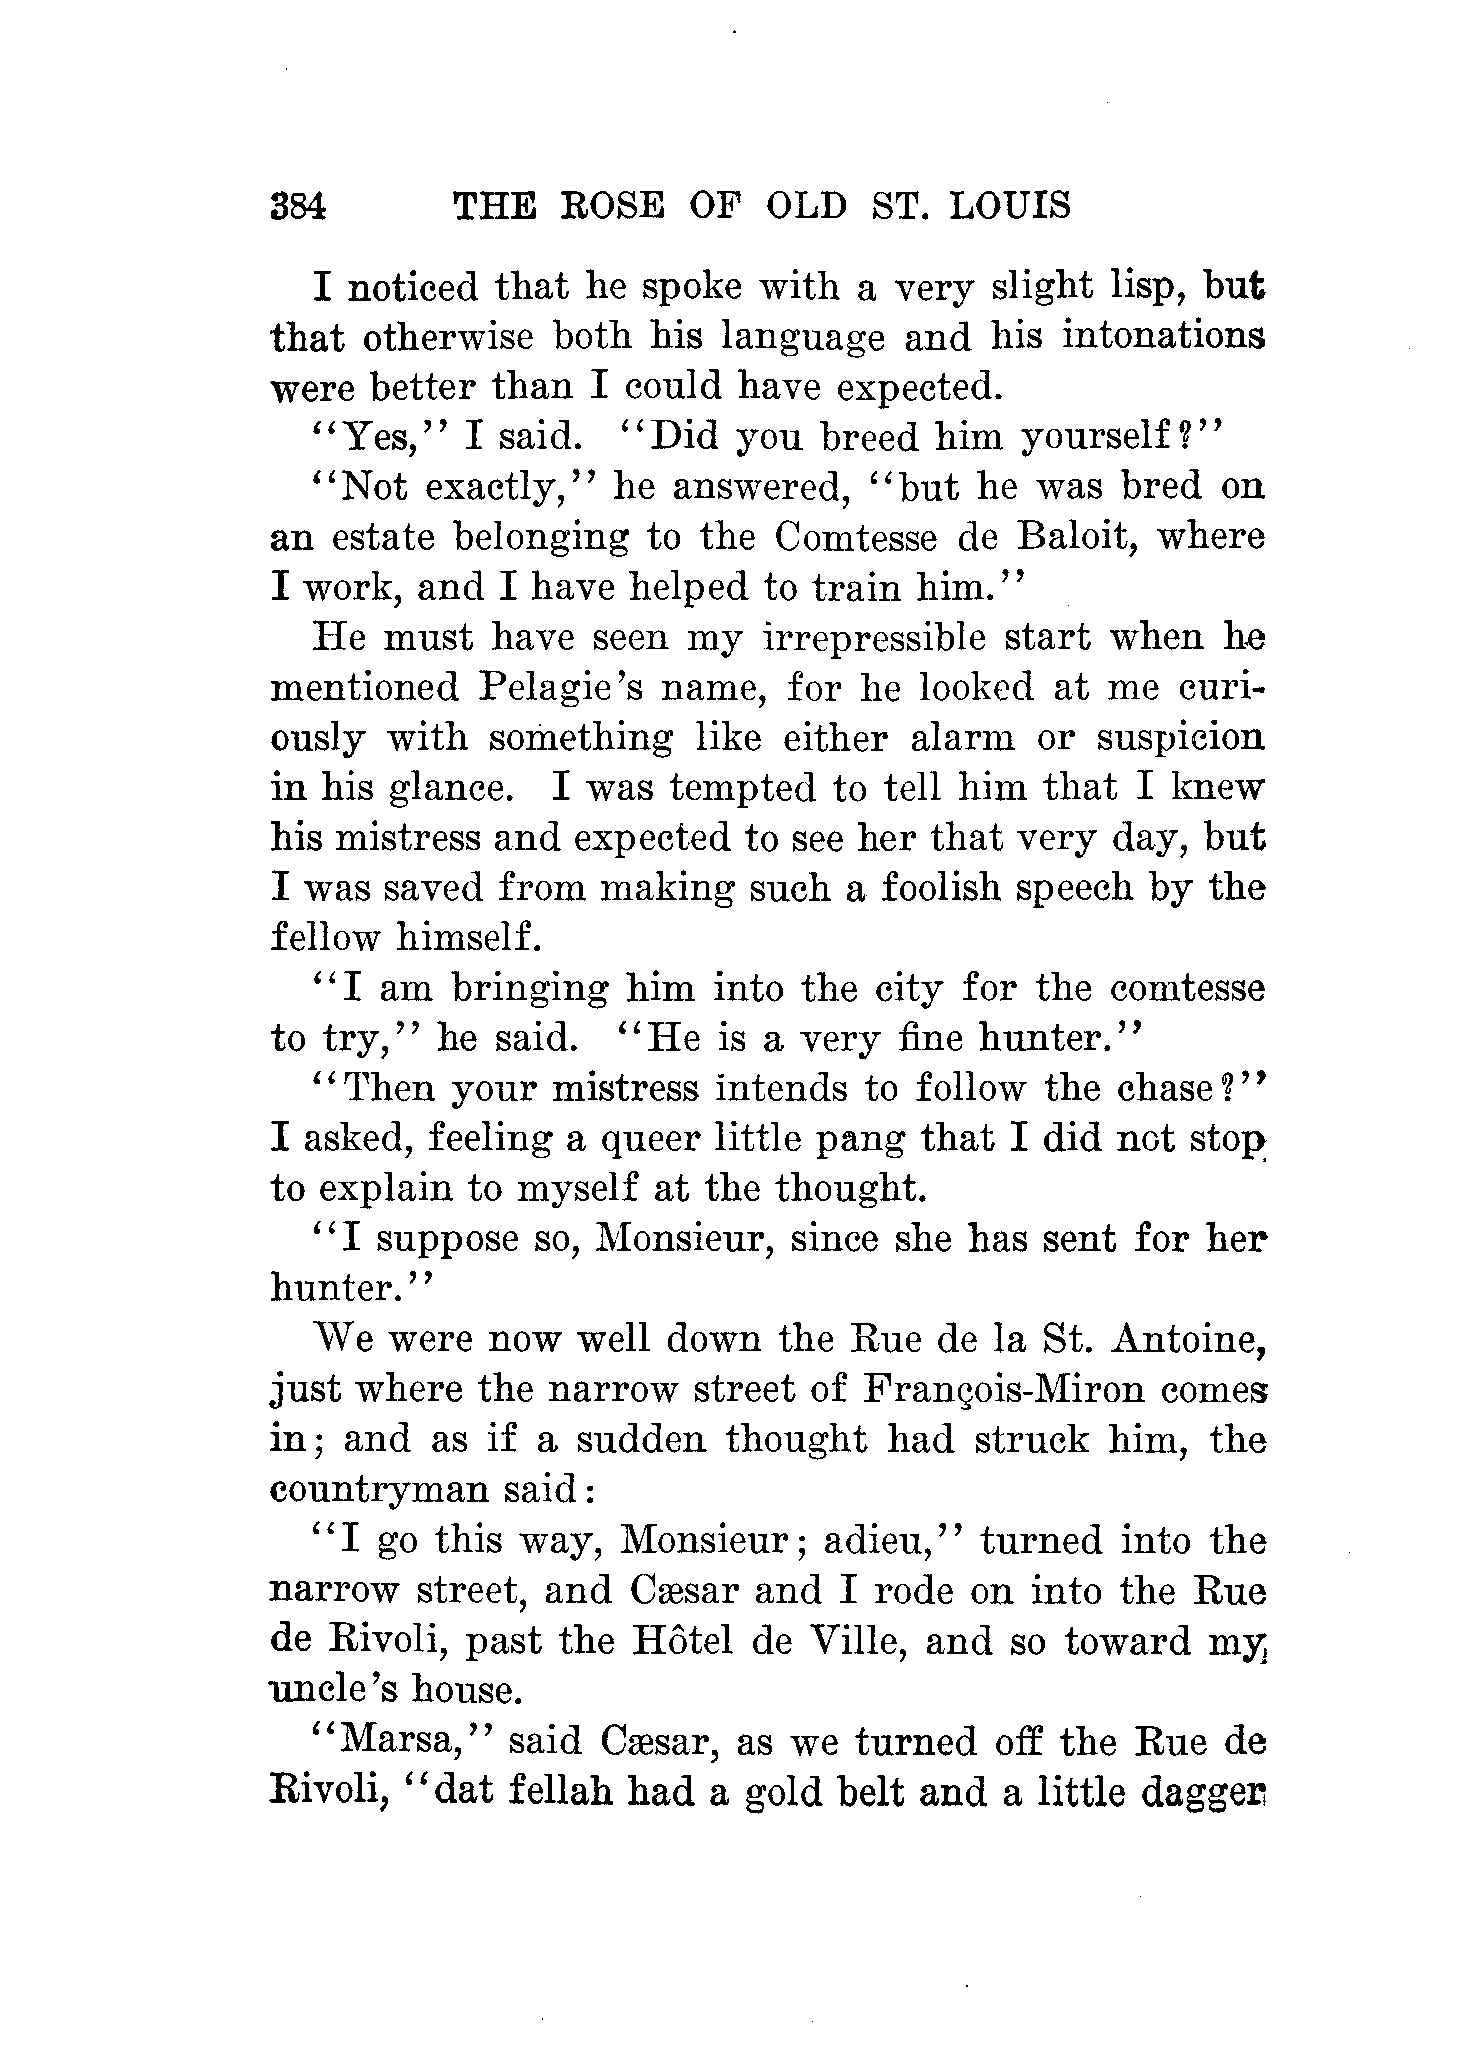 384 THE ROSE OF OLD ST. LOUIS
I noticed that he spoke with a very slight lisp, but
that otherwise both his language and his intonations
were better than I could have expected.
"Yes," I said. "Did you breed him yourself?"
"Not exactly," he answered, "but he was bred on
an estate belonging to the Comtesse de Baloit, where
I work, and I have helped to train him."
He must have seen my irrepressible start when he
mentioned Pelagie's name, for he looked at me curi-
ously with something like either alarm or suspicion
in his glance. I was tempted to tell him that I knew
his mistress and expected to see her that very day, but
I was saved from making such a foolish speech by the
fellow himself.
"I am bringing him into the city for the comtesse
to try," he said. "He is a very fine hunter."
"Then your mistress intends to follow the chase?"
I asked, feeling a queer little pang that I did not stop
to explain to myself at the thought.
"I suppose so, Monsieur, since she has sent for her
hunter."
We were now well down the Rue de la St. Antoine,
just where the narrow street of François-Miron comes
in; and as if a sudden thought had struck him, the
countryman said:
"I go this way, Monsieur; adieu," turned into the
narrow street, and Cæsar and I rode on into the Rue
de Rivoli, past the Hôtel de Ville, and so toward my
uncle's house.
"Marsa," said Cæsar, as we turned off the Rue de
Rivoli, "dat fellah had a gold belt and a little dagger